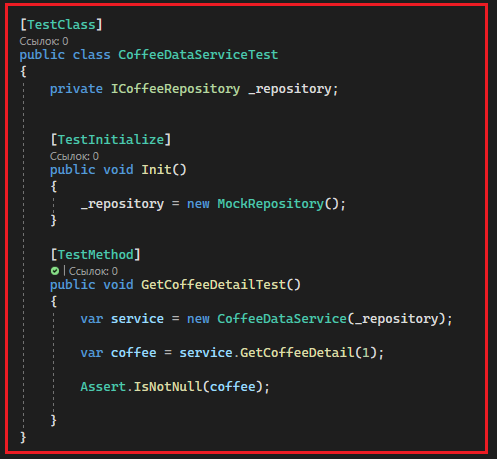 [TestClass]
Ссылок: 0
public class CoffeeDataServiceTest
{
private ICoffeeRepository _repository;
[TestInitialize]
Ссылок: 0
public void Init()
{
_repository = new MockRepository();
}
[TestMethod]
| Ссылок: 0
public void GetCoffeeDetailTest()
{
var service = new CoffeeDataService(_repository);
var coffee = service.GetCoffeeDetail(1);
Assert.IsNotNull(coffee);
}
}